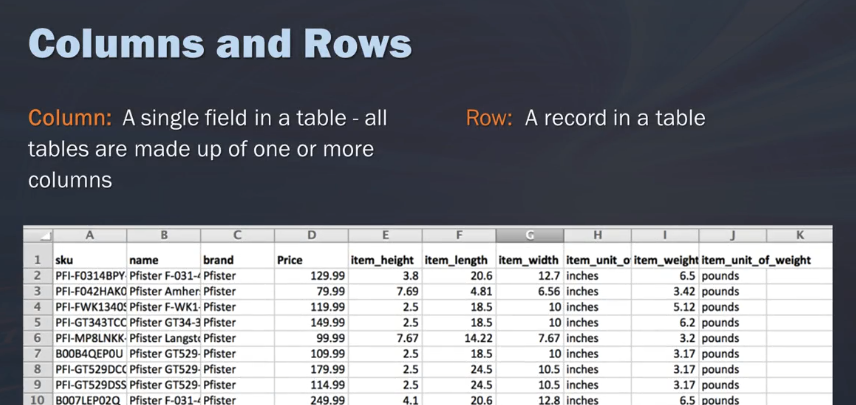 Columns and Rows
Column: A single field in a table - all
tables are made up of one or more
columns
Row: A record in a table
A B C D E F G H I J K
1 sku name brand Price item_height item_length item_width item_unit_o item_weight item_unit_of_weight
2 PFI-F0314BPY- Pfister F-031-4 Pfister 129.99 3.8 20.6 12.7 inches 6.5 pounds
3 PFI-F042HAK0 Pfister Amher Pfister 79.99 7.69 4.81 6.56 inches 3.42 pounds
4 PFI-FWK1340S Pfister F-WK1- Pfister 119.99 2.5 18.5 10 inches 5.12 pounds
5 PFI-GT343TCC Pfister GT34-3 Pfister 149.99 2.5 18.5 10 inches 6.2 pounds
6 PFI-MP8LNKK- Pfister Langsto Pfister 99.99 7.67 14.22 7.67 inches 3.2 pounds
7 B00B4QEP0U Pfister GT529- Pfister 109.99 2.5 18.5 10 inches 3.17 pounds
8 PFI-GT529DCC Pfister GT529- Pfister 179.99 2.5 24.5 10.5 inches 3.17 pounds
9 PFI-GT529DSS Pfister GT529- Pfister 114.99 2.5 24.5 10.5 inches 3.17 pounds
10 B007LEP02Q Pfister F-031-4 Pfister 249.99 4.1 20.6 12.8 inches 6.5 pounds